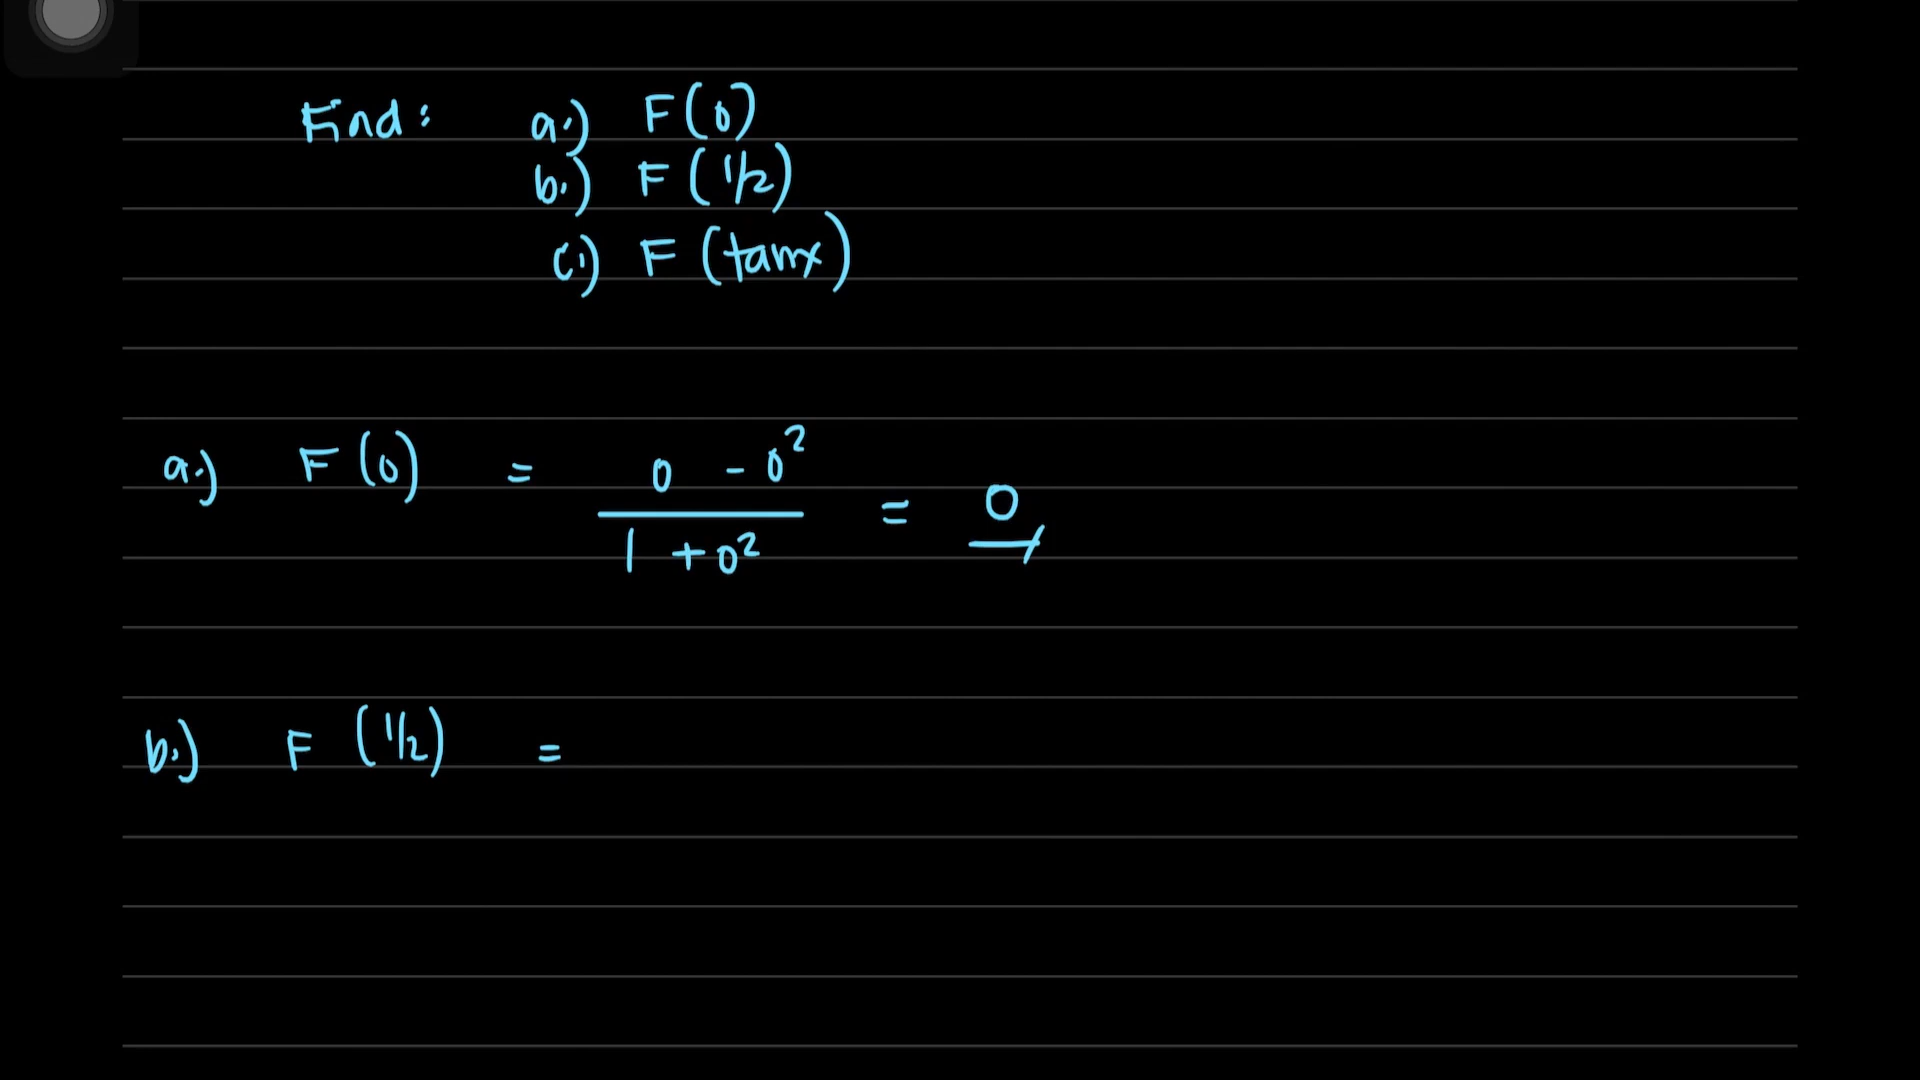 Find: a.) F(0)
b.) F(1/2)
c.) F(tanx)
a.) F(0) = (0 - 0²)/(1 + 0²) = 0
b.) F(1/2) =